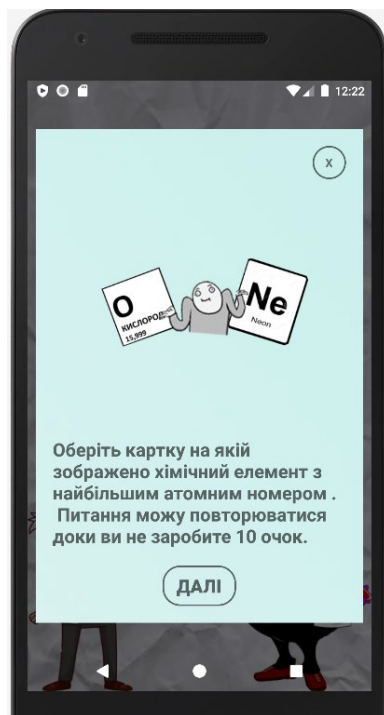 12:22
x
O
КИСЛОРОД
15,999
Ne
Neon
Оберіть картку на якій
зображено хімічний елемент з
найбільшим атомним номером .
Питання можу повторюватися
доки ви не заробите 10 очок.
ДАЛІ